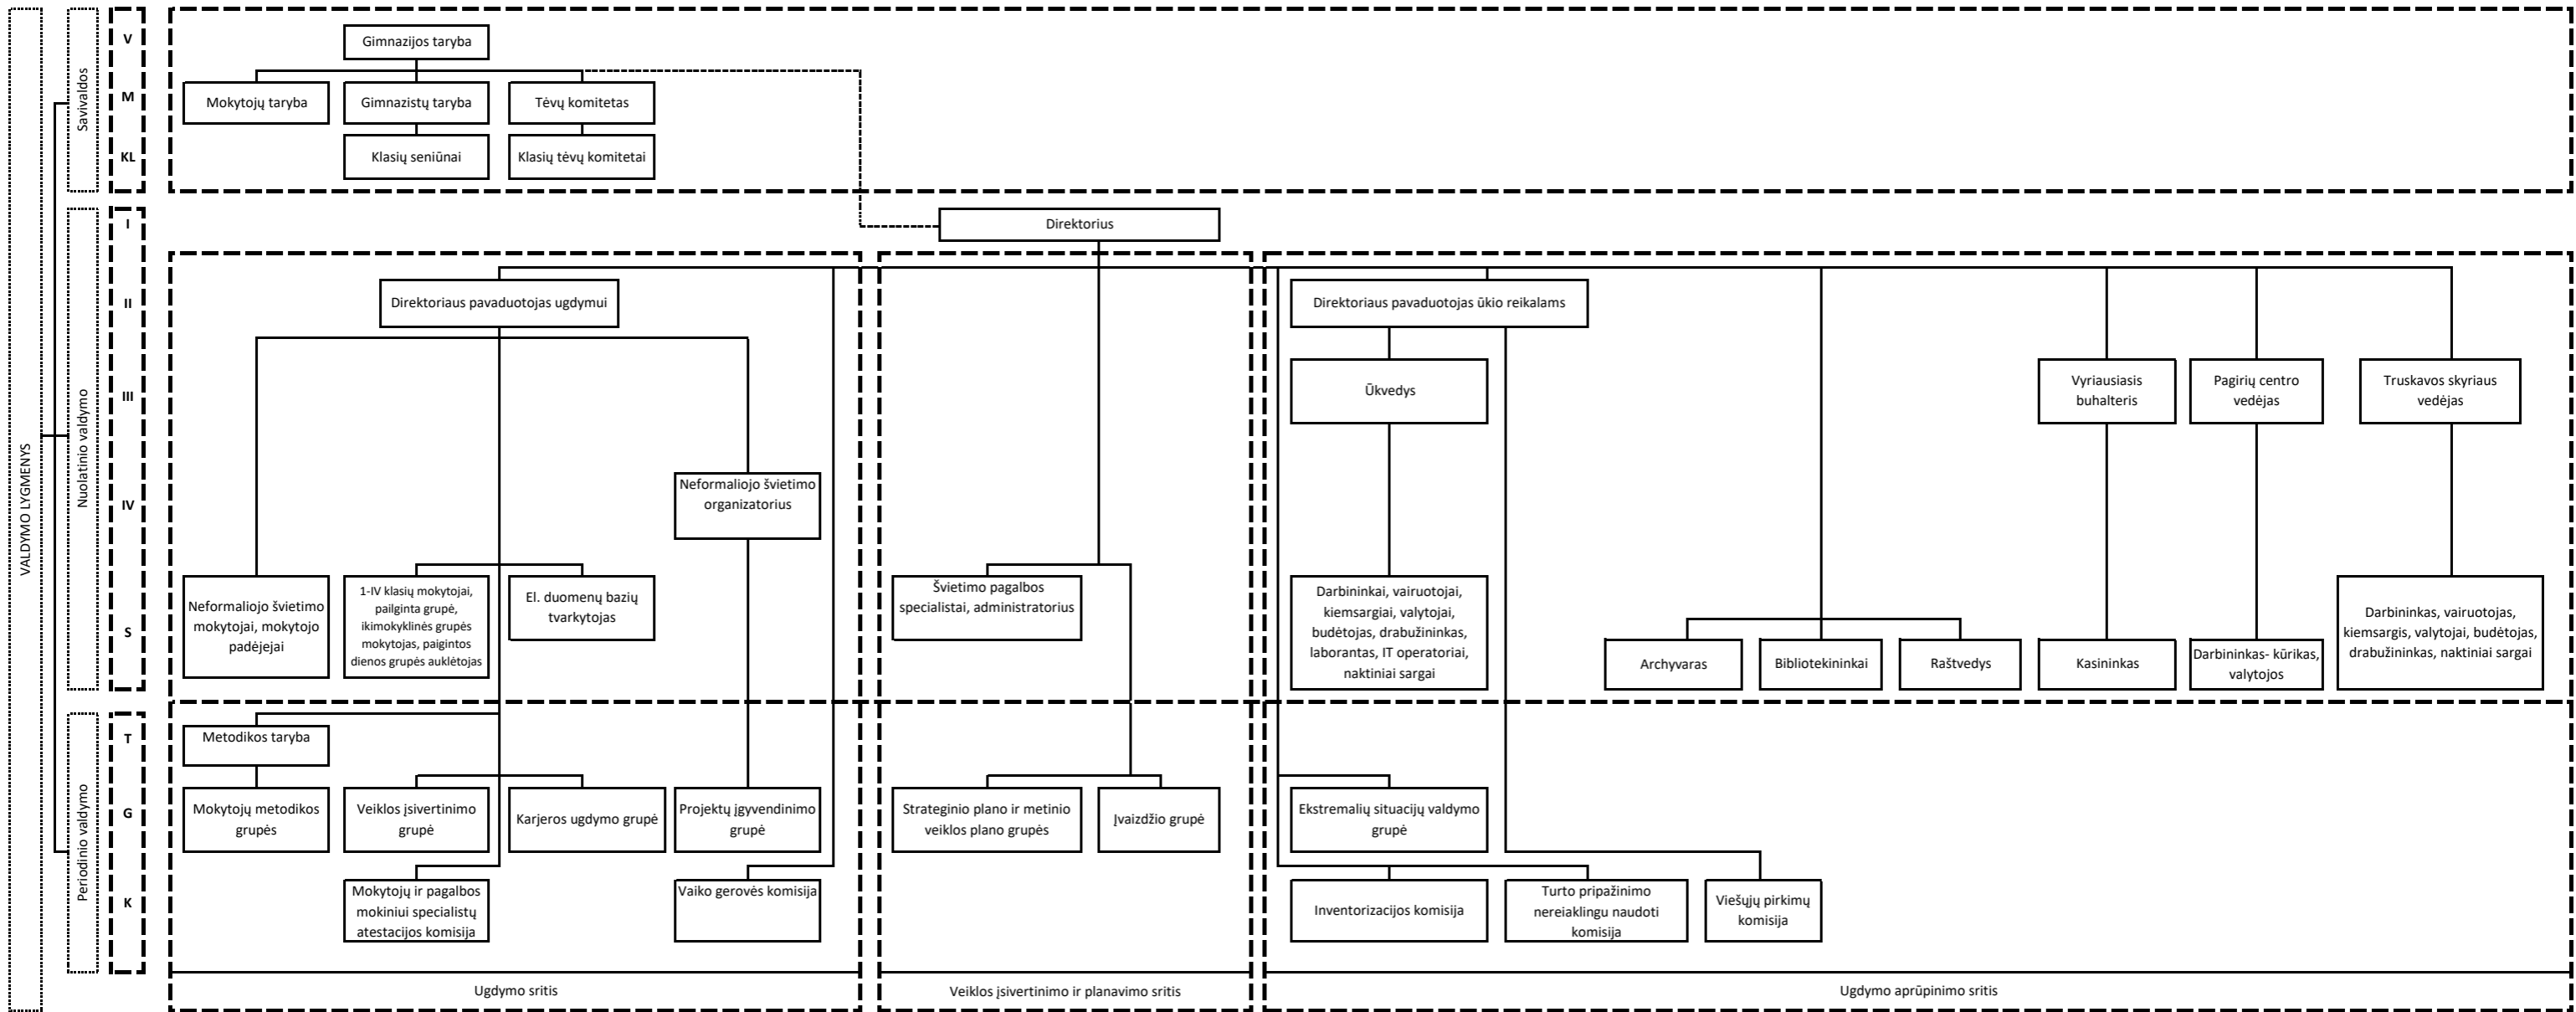 VALDYMO LYGMENYS
Savivaldos
V
M
KL
Gimnazijos taryba
Mokytojų taryba
Gimnazistų taryba
Tėvų komitetas
Klasių seniūnai
Klasių tėvų komitetai
Nuolatinio valdymo
I
II
III
IV
S
Direktorius
Direktoriaus pavaduotojas ugdymui
Direktoriaus pavaduotojas ūkio reikalams
Ūkvedys
Vyriausiasis
buhalteris
Pagirių centro
vedėjas
Truskavos skyriaus
vedėjas
Neformaliojo švietimo
organizatorius
Neformaliojo švietimo
mokytojai, mokytojo
padėjejai
1-IV klasių mokytojai,
pailginta grupė,
ikimokyklinės grupės
mokytojas, paigintos
dienos grupės auklėtojas
El. duomenų bazių
tvarkytojas
Švietimo pagalbos
specialistai, administratorius
Darbininkai, vairuotojai,
kiemsargiai, valytojai,
budėtojas, drabužininkas,
laborantas, IT operatoriai,
naktiniai sargai
Archyvaras
Bibliotekininkai
Raštvedys
Kasininkas
Darbininkas- kūrikas,
valytojos
Darbininkas, vairuotojas,
kiemsargis, valytojai, budėtojas,
drabužininkas, naktiniai sargai
Periodinio valdymo
T
G
K
Metodikos taryba
Mokytojų metodikos
grupės
Veiklos įsivertinimo
grupė
Karjeros ugdymo grupė
Projektų įgyvendinimo
grupė
Strateginio plano ir metinio
veiklos plano grupės
Įvaizdžio grupė
Ekstremalių situacijų valdymo
grupė
Mokytojų ir pagalbos
mokiniui specialistų
atestacijos komisija
Vaiko gerovės komisija
Inventorizacijos komisija
Turto pripažinimo
nereiaklingu naudoti
komisija
Viešųjų pirkimų
komisija
Ugdymo sritis
Veiklos įsivertinimo ir planavimo sritis
Ugdymo aprūpinimo sritis